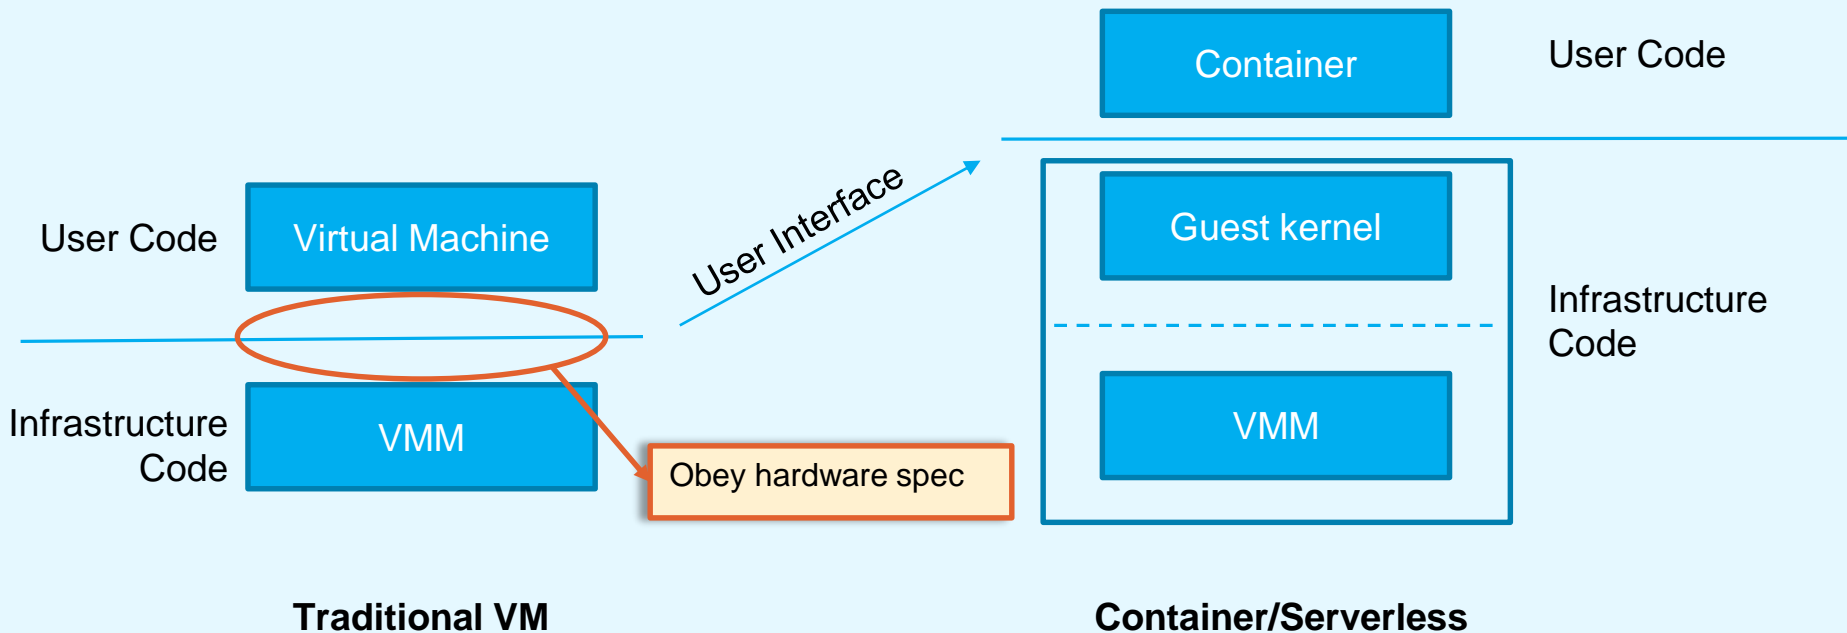 User Code
Virtual Machine
Infrastructure
Code
VMM
Obey hardware spec
Traditional VM
User Interface
Container
User Code
Guest kernel
Infrastructure
Code
VMM
Container/Serverless